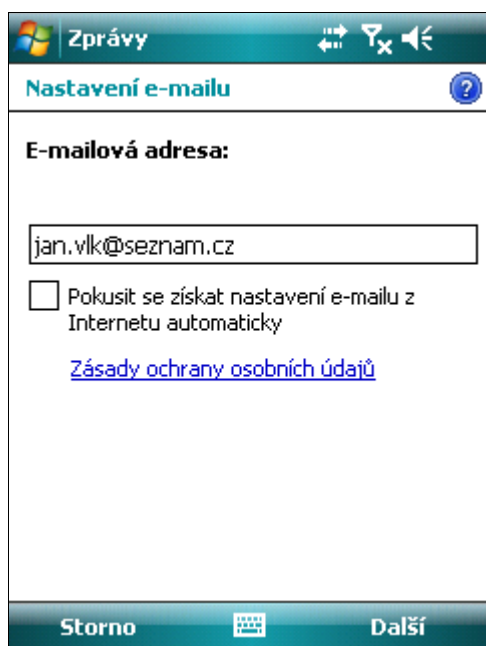 Zprávy
Nastavení e-mailu
E-mailová adresa:
jan.vlk@seznam.cz
Pokusit se získat nastavení e-mailu z
Internetu automaticky
Zásady ochrany osobních údajů
Storno
Další